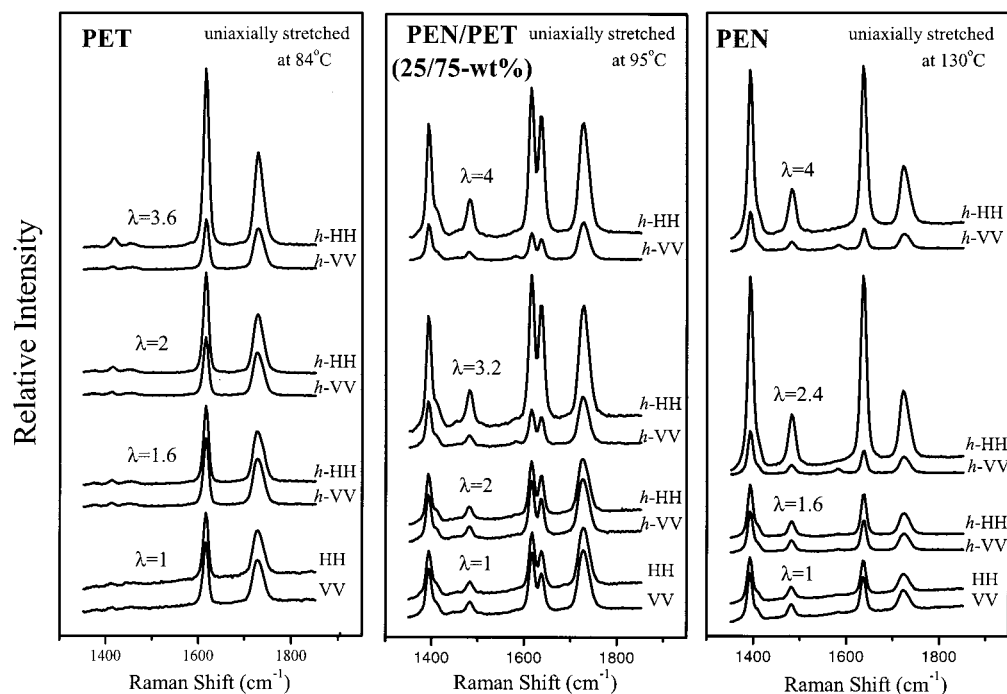 Relative Intensity
PET
uniaxially stretched
at 84°C
λ=3.6
h-HH
h-VV
λ=2
h-HH
h-VV
λ=1.6
h-HH
h-VV
λ=1
HH
VV
1400 1600 1800
Raman Shift (cm⁻¹)
PEN/PET
(25/75-wt%)
uniaxially stretched
at 95°C
λ=4
h-HH
h-VV
λ=3.2
h-HH
h-VV
λ=2
h-HH
h-VV
λ=1
HH
VV
1400 1600 1800
Raman Shift (cm⁻¹)
PEN
uniaxially stretched
at 130°C
λ=4
h-HH
h-VV
λ=2.4
h-HH
h-VV
λ=1.6
h-HH
h-VV
λ=1
HH
VV
1400 1600 1800
Raman Shift (cm⁻¹)